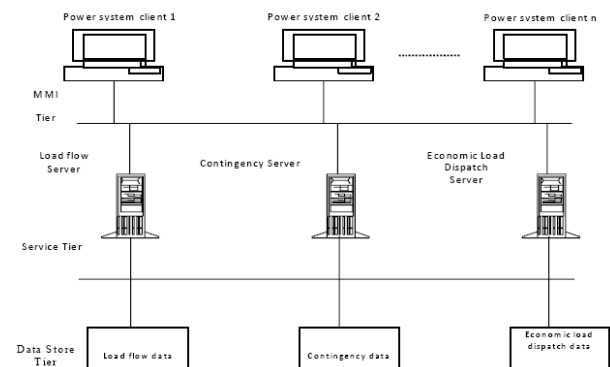 Power system client 1
Power system client 2
Power system client n
MMI
Tier
Load flow
Server
Contingency Server
Economic Load
Dispatch
Server
Service Tier
Data Store
Tier
Load flow data
Contingency data
Economic load
dispatch data